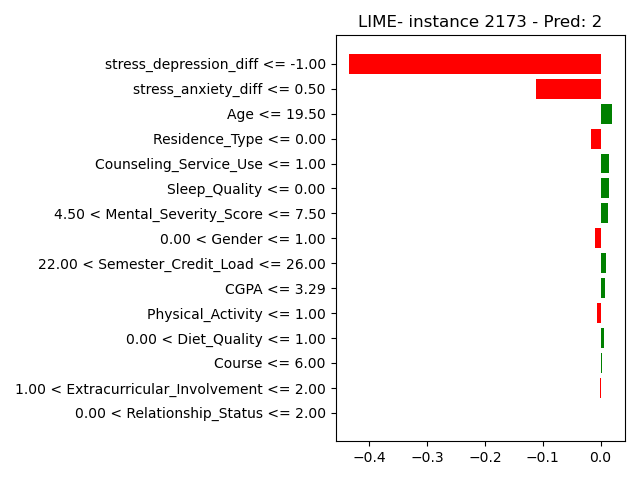 LIME- instance 2173 - Pred: 2
stress_depression_diff <= -1.00
stress_anxiety_diff <= 0.50
Age <= 19.50
Residence_Type <= 0.00
Counseling_Service_Use <= 1.00
Sleep_Quality <= 0.00
4.50 < Mental_Severity_Score <= 7.50
0.00 < Gender <= 1.00
22.00 < Semester_Credit_Load <= 26.00
CGPA <= 3.29
Physical_Activity <= 1.00
0.00 < Diet_Quality <= 1.00
Course <= 6.00
1.00 < Extracurricular_Involvement <= 2.00
0.00 < Relationship_Status <= 2.00
−0.4 −0.3 −0.2 −0.1 0.0